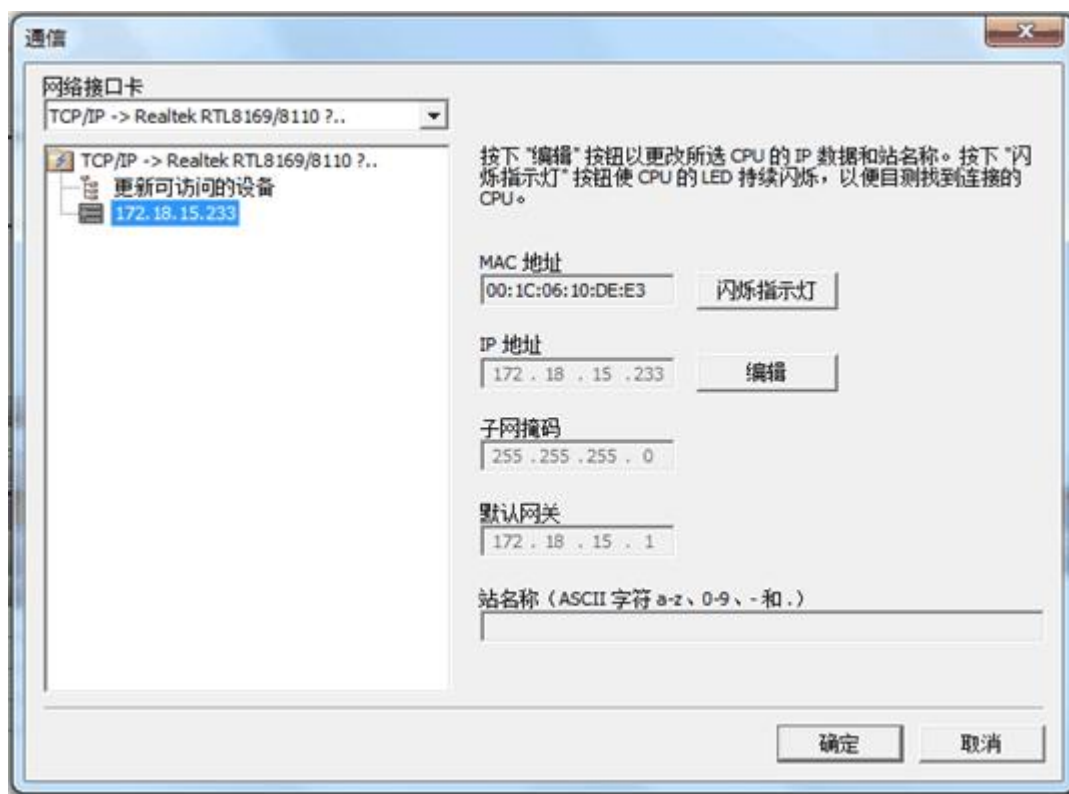 通信
网络接口卡
TCP/IP -> Realtek RTL8169/8110 ?..
TCP/IP -> Realtek RTL8169/8110 ?..
更新可访问的设备
172.18.15.233
按下 "编辑" 按钮以更改所选 CPU 的 IP 数据和站名称。按下 "闪
烁指示灯" 按钮使 CPU 的 LED 持续闪烁，以便目测找到连接的
CPU。
MAC 地址
00:1C:06:10:DE:E3
闪烁指示灯
IP 地址
172 . 18 . 15 .233
编辑
子网掩码
255 .255 .255 . 0
默认网关
172 . 18 . 15 . 1
站名称（ASCII 字符 a-z、0-9、- 和 .）
确定
取消